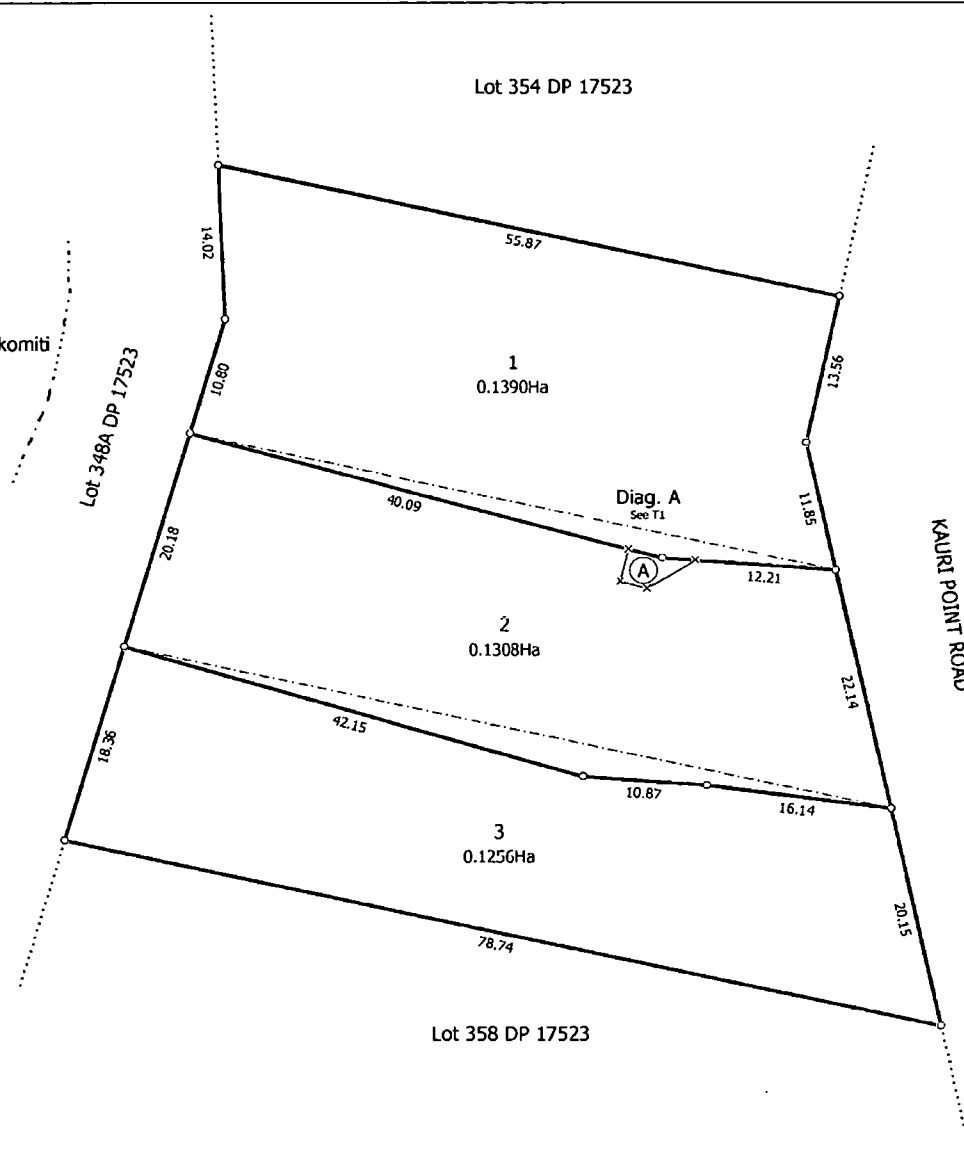 Lot 354 DP 17523
14.02
55.87
komiti
Lot 348A DP 17523
10.80
1
0.1390Ha
13.56
11.85
Diag. A
See T1
40.09
A
12.21
KAURI POINT ROAD
20.18
2
0.1308Ha
22.14
42.15
10.87
16.14
18.36
3
0.1256Ha
20.15
78.74
Lot 358 DP 17523